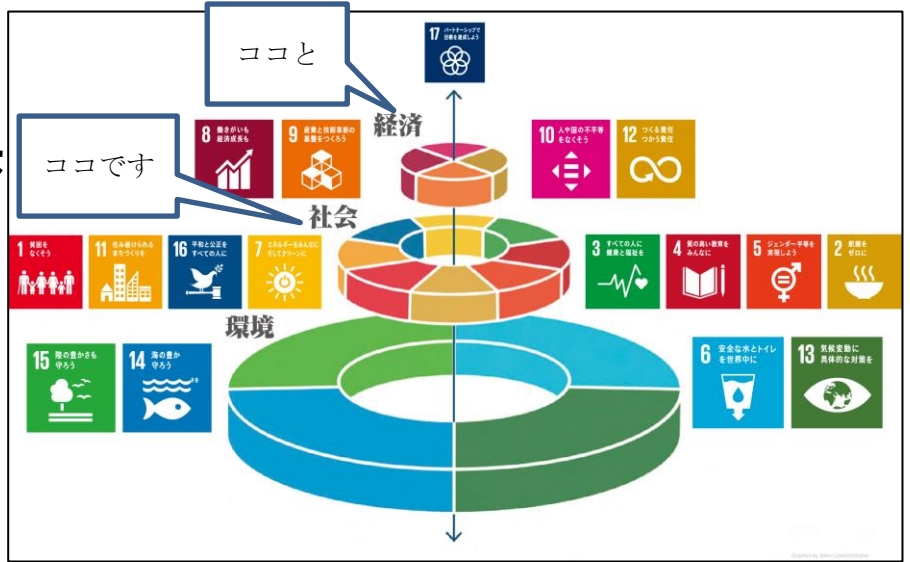 ココと
17 パートナーシップで
目標を達成しよう
経済
8 働きがいも
経済成長も
9 産業と技術革新の
基盤をつくろう
10 人や国の不平等
をなくそう
12 つくる責任
つかう責任
ココです
社会
1 貧困を
なくそう
11 住み続けられる
まちづくりを
16 平和と公正を
すべての人に
7 エネルギーをみんなに
そしてクリーンに
3 すべての人に
健康と福祉を
4 質の高い教育を
みんなに
5 ジェンダー平等を
実現しよう
2 飢餓を
ゼロに
環境
15 陸の豊かさも
守ろう
14 海の豊か
守ろう
6 安全な水とトイレ
を世界中に
13 気候変動に
具体的な対策を